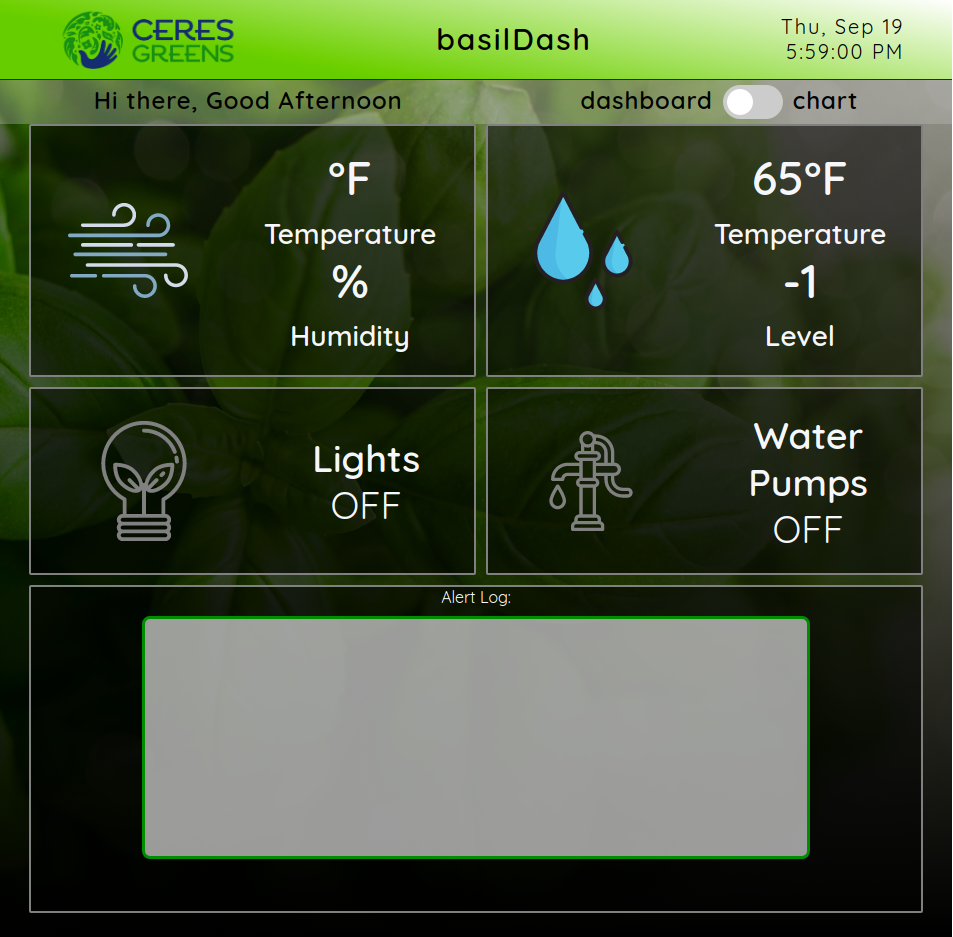 CERES
GREENS
basilDash
Thu, Sep 19
5:59:00 PM
Hi there, Good Afternoon
dashboard
chart
°F
Temperature
%
Humidity
65°F
Temperature
-1
Level
Lights
OFF
Water
Pumps
OFF
Alert Log: